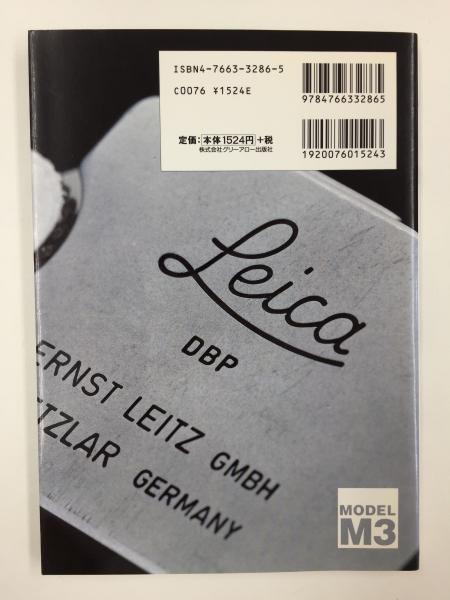 ISBN4-7663-3286-5
C0076 ¥1524E
9784766332865
定価:本体1524円+税
株式会社グリーンアロー出版社
1920076015243
Leica
DBP
ERNST LEITZ GMBH
GERMANY
MODEL
M3